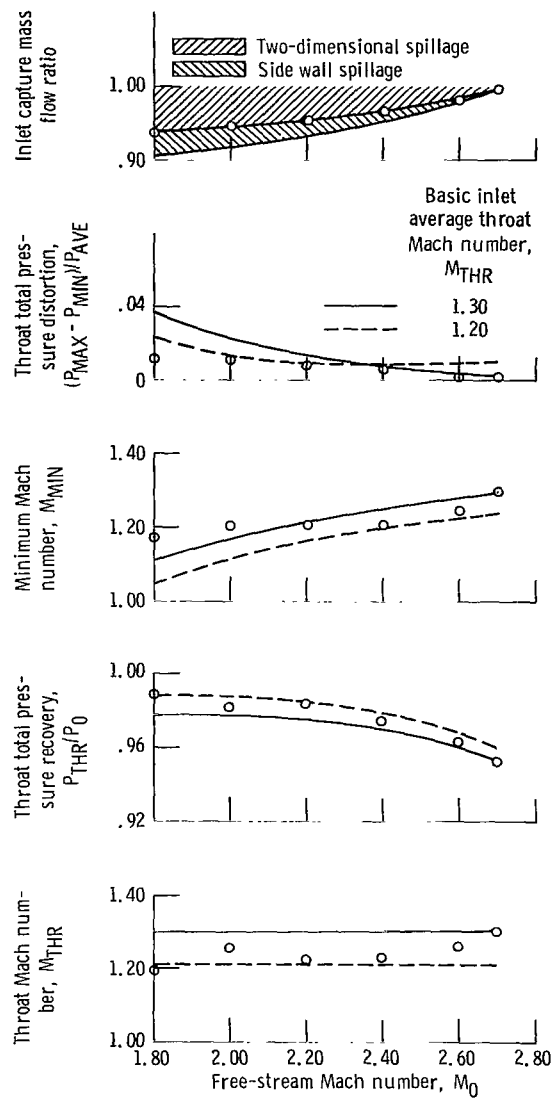 Inlet capture mass
flow ratio
1.00
.90
Two-dimensional spillage
Side wall spillage
Throat total pres-
sure distortion,
(PMAX - PMIN)/PAVE
.04
0
Basic inlet
average throat
Mach number,
MTHR
1.30
1.20
Minimum Mach
number, MMIN
1.40
1.20
1.00
Throat total pres-
sure recovery,
PTHR/P0
1.00
.96
.92
Throat Mach num-
ber, MTHR
1.40
1.20
1.00
1.80 2.00 2.20 2.40 2.60 2.80
Free-stream Mach number, M0